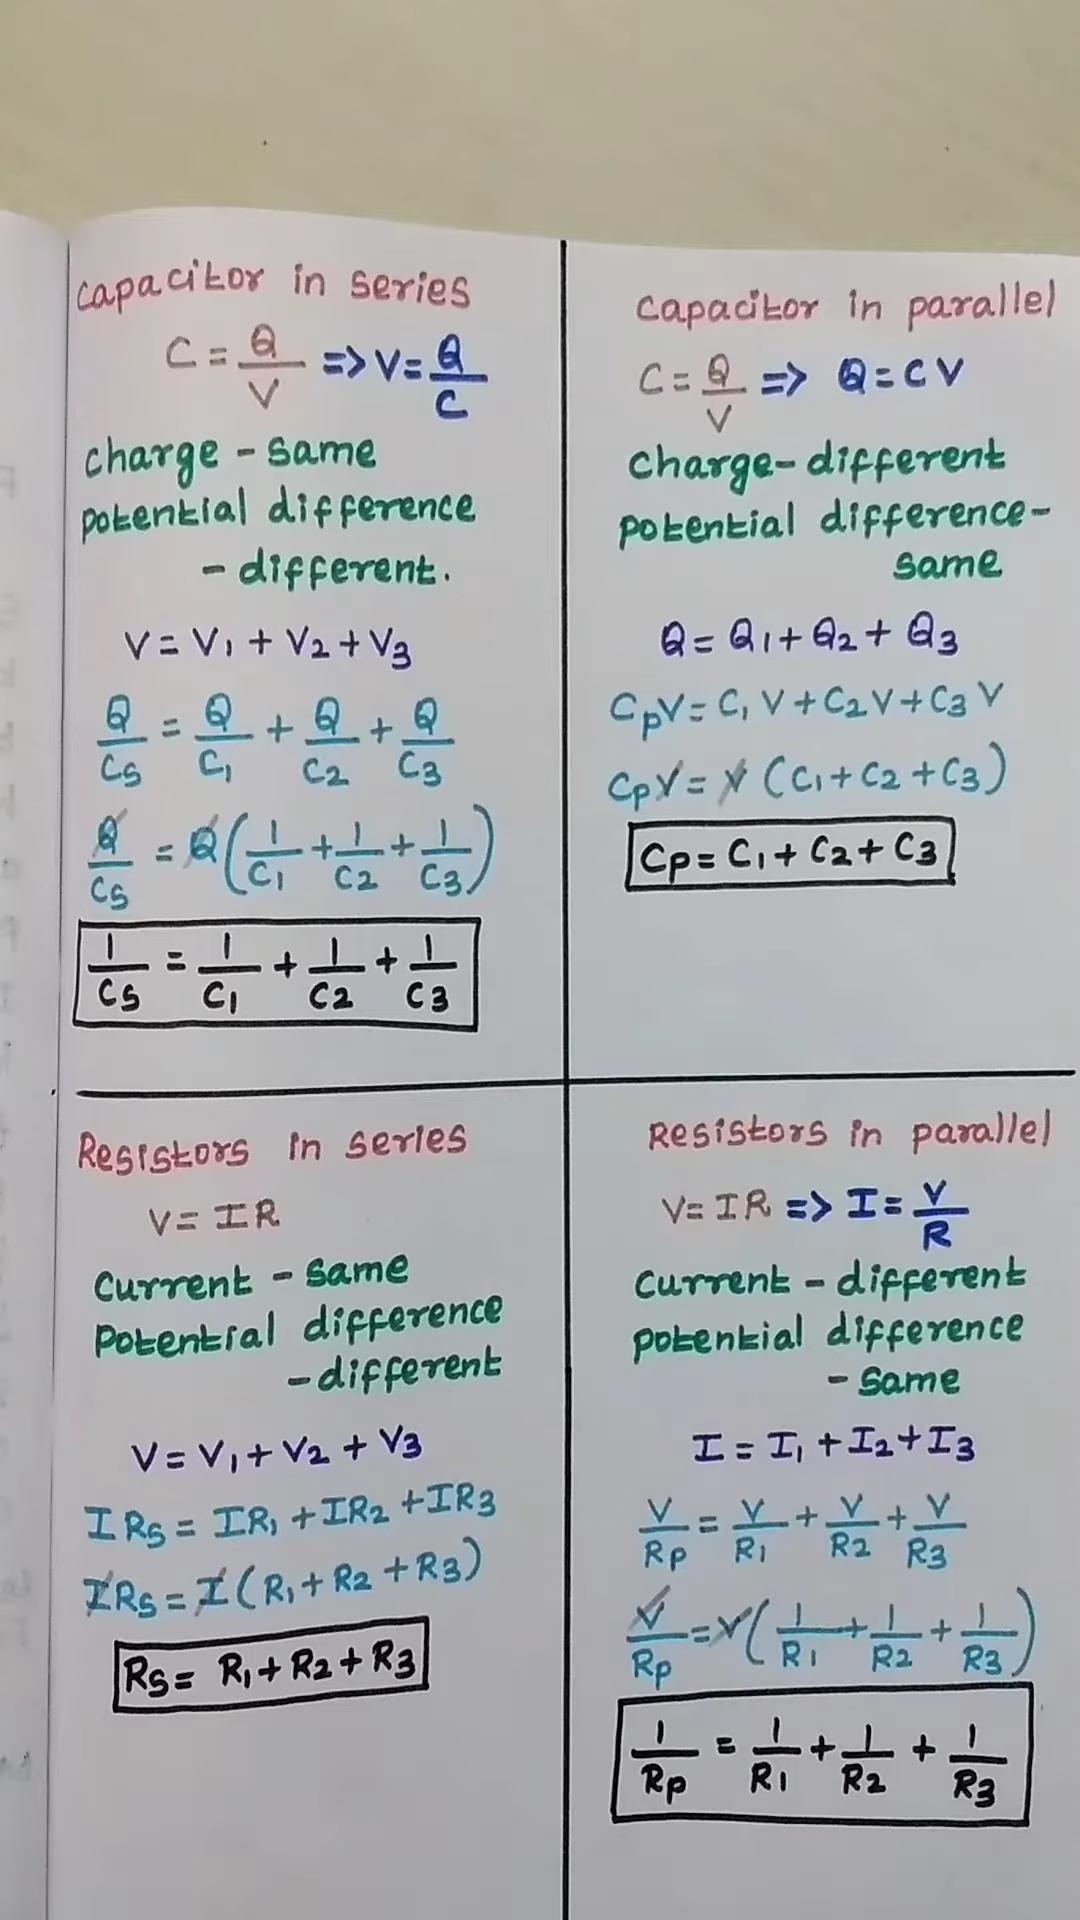 capacitor in series
C = Q/V => V = Q/C
charge - same
potential difference
- different.
V = V1 + V2 + V3
Q/Cs = Q/C1 + Q/C2 + Q/C3
Q/Cs = Q(1/C1 + 1/C2 + 1/C3)
1/Cs = 1/C1 + 1/C2 + 1/C3
capacitor in parallel
C = Q/V => Q = CV
charge - different
potential difference -
same
Q = Q1 + Q2 + Q3
CpV = C1V + C2V + C3V
CpV = V(C1 + C2 + C3)
Cp = C1 + C2 + C3
Resistors in series
V = IR
current - same
Potential difference
- different
V = V1 + V2 + V3
IRs = IR1 + IR2 + IR3
IRs = I(R1 + R2 + R3)
Rs = R1 + R2 + R3
Resistors in parallel
V = IR => I = V/R
current - different
potential difference
- same
I = I1 + I2 + I3
V/Rp = V/R1 + V/R2 + V/R3
V/Rp = V(1/R1 + 1/R2 + 1/R3)
1/Rp = 1/R1 + 1/R2 + 1/R3